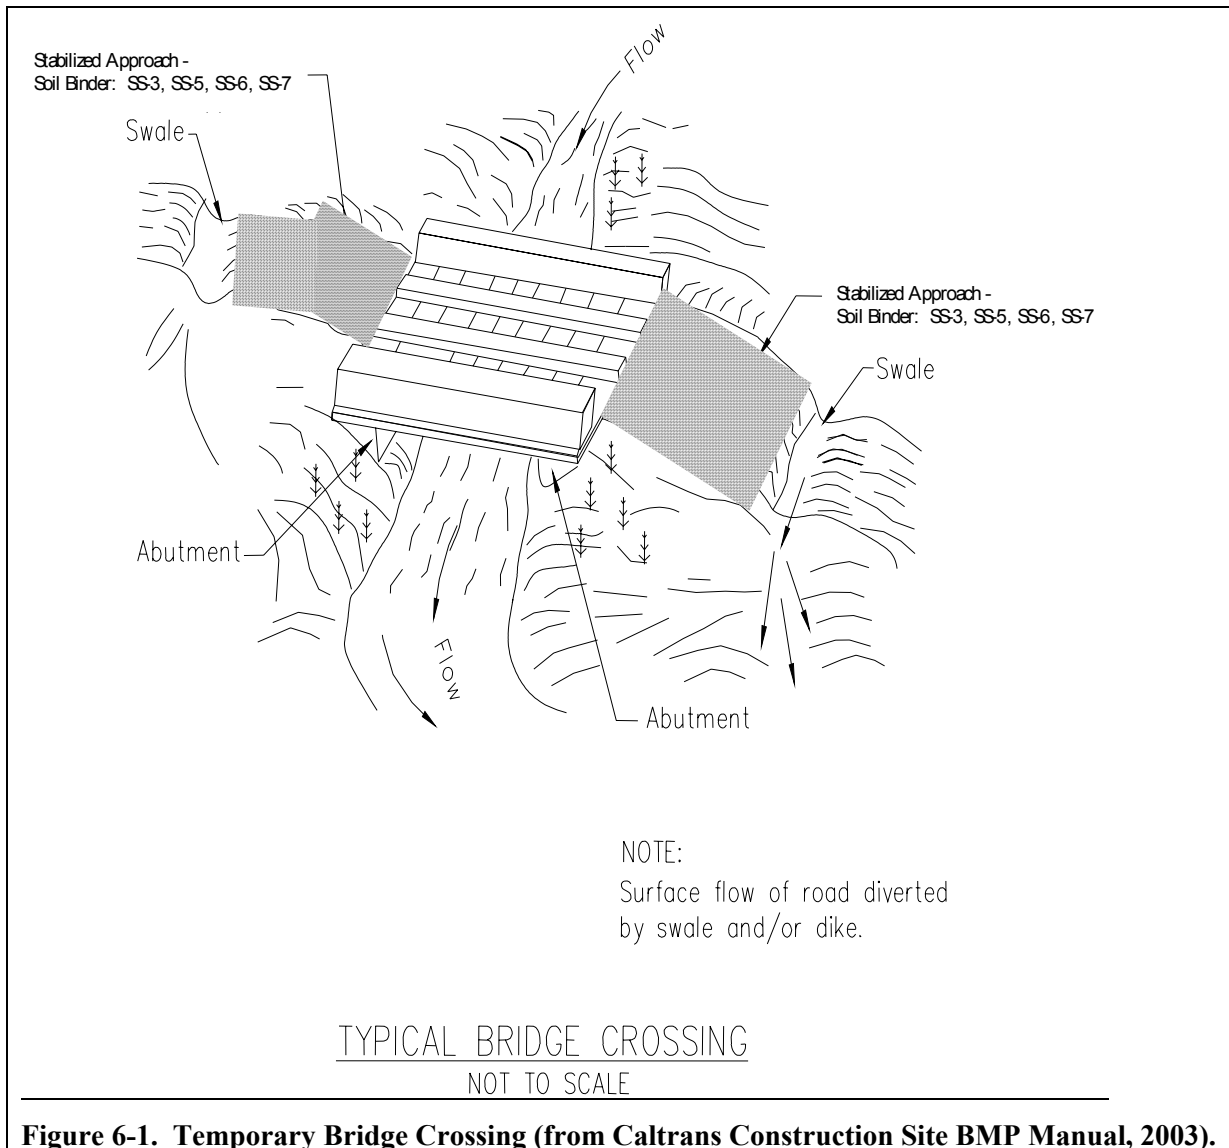 Stabilized Approach -
Soil Binder: SS-3, SS-5, SS-6, SS-7
Swale
Flow
Stabilized Approach -
Soil Binder: SS-3, SS-5, SS-6, SS-7
Swale
Abutment
Flow
Abutment
NOTE:
Surface flow of road diverted
by swale and/or dike.
TYPICAL BRIDGE CROSSING
NOT TO SCALE
Figure 6-1. Temporary Bridge Crossing (from Caltrans Construction Site BMP Manual, 2003).